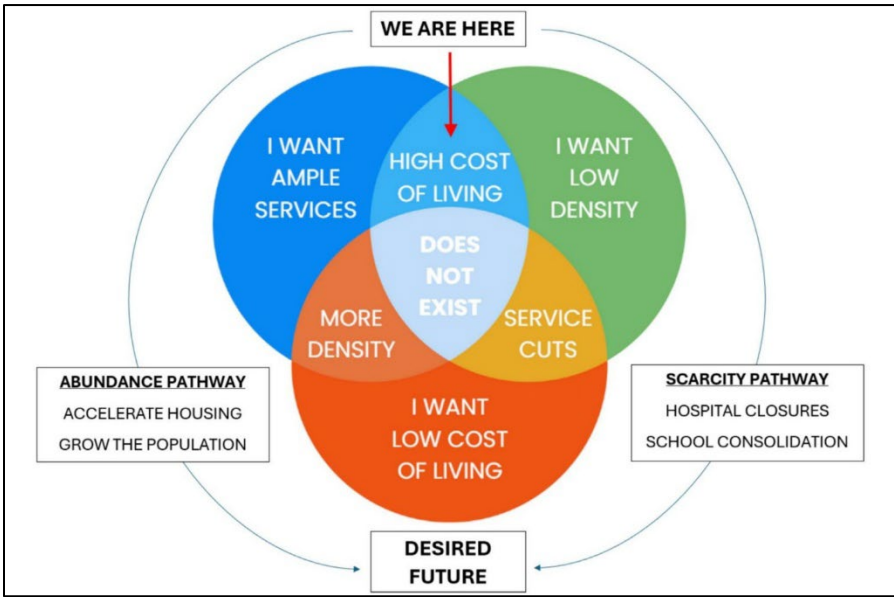 WE ARE HERE
I WANT
AMPLE
SERVICES
HIGH COST
OF LIVING
I WANT
LOW
DENSITY
DOES
NOT
EXIST
MORE
DENSITY
SERVICE
CUTS
ABUNDANCE PATHWAY
ACCELERATE HOUSING
GROW THE POPULATION
SCARCITY PATHWAY
HOSPITAL CLOSURES
SCHOOL CONSOLIDATION
I WANT
LOW COST
OF LIVING
DESIRED
FUTURE